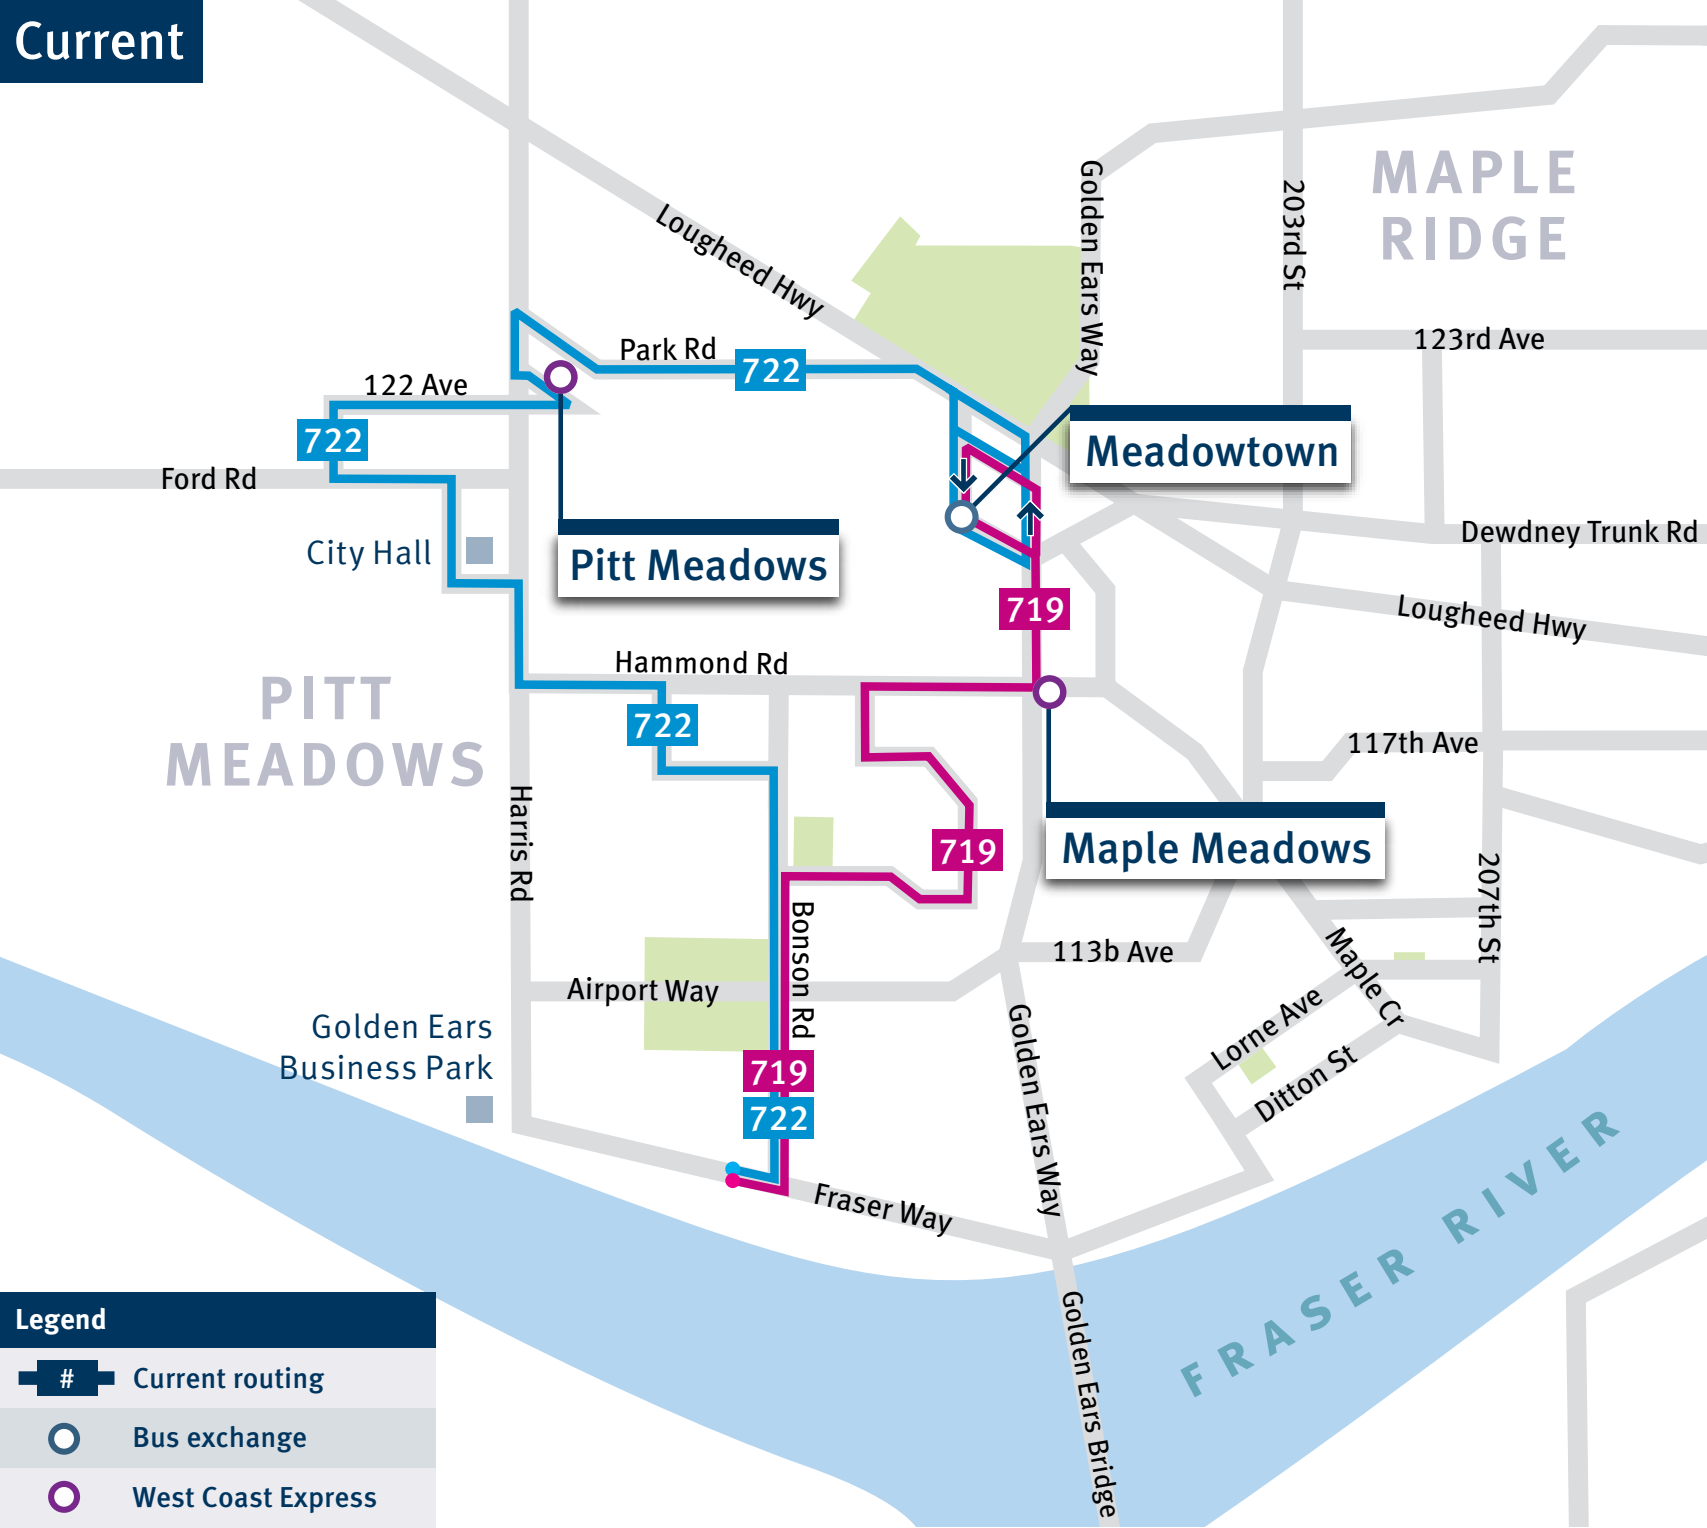 Current
MAPLE
RIDGE
Golden Ears Way
203rd St
Lougheed Hwy
123rd Ave
Park Rd
722
122 Ave
722
Meadowtown
Ford Rd
Dewdney Trunk Rd
City Hall
Pitt Meadows
719
Lougheed Hwy
Hammond Rd
PITT
MEADOWS
722
117th Ave
Harris Rd
719
Maple Meadows
207th St
Bonson Rd
113b Ave
Maple Cr
Airport Way
Lorne Ave
Golden Ears
Business Park
Golden Ears Way
Ditton St
719
722
Fraser Way
FRASER RIVER
Golden Ears Bridge
Legend
# Current routing
Bus exchange
West Coast Express